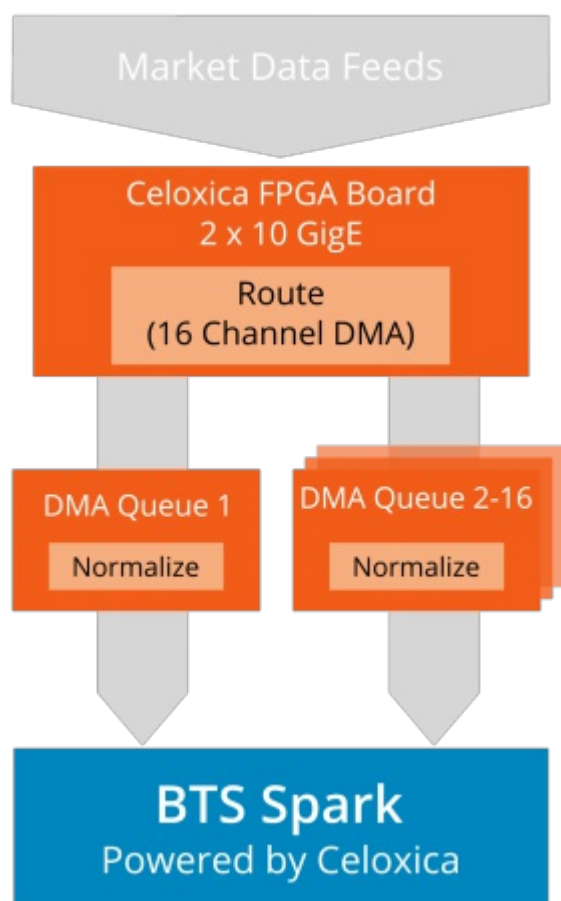 Market Data Feeds
Celoxica FPGA Board
2 x 10 GigE
Route
(16 Channel DMA)
DMA Queue 1
Normalize
DMA Queue 2-16
Normalize
BTS Spark
Powered by Celoxica